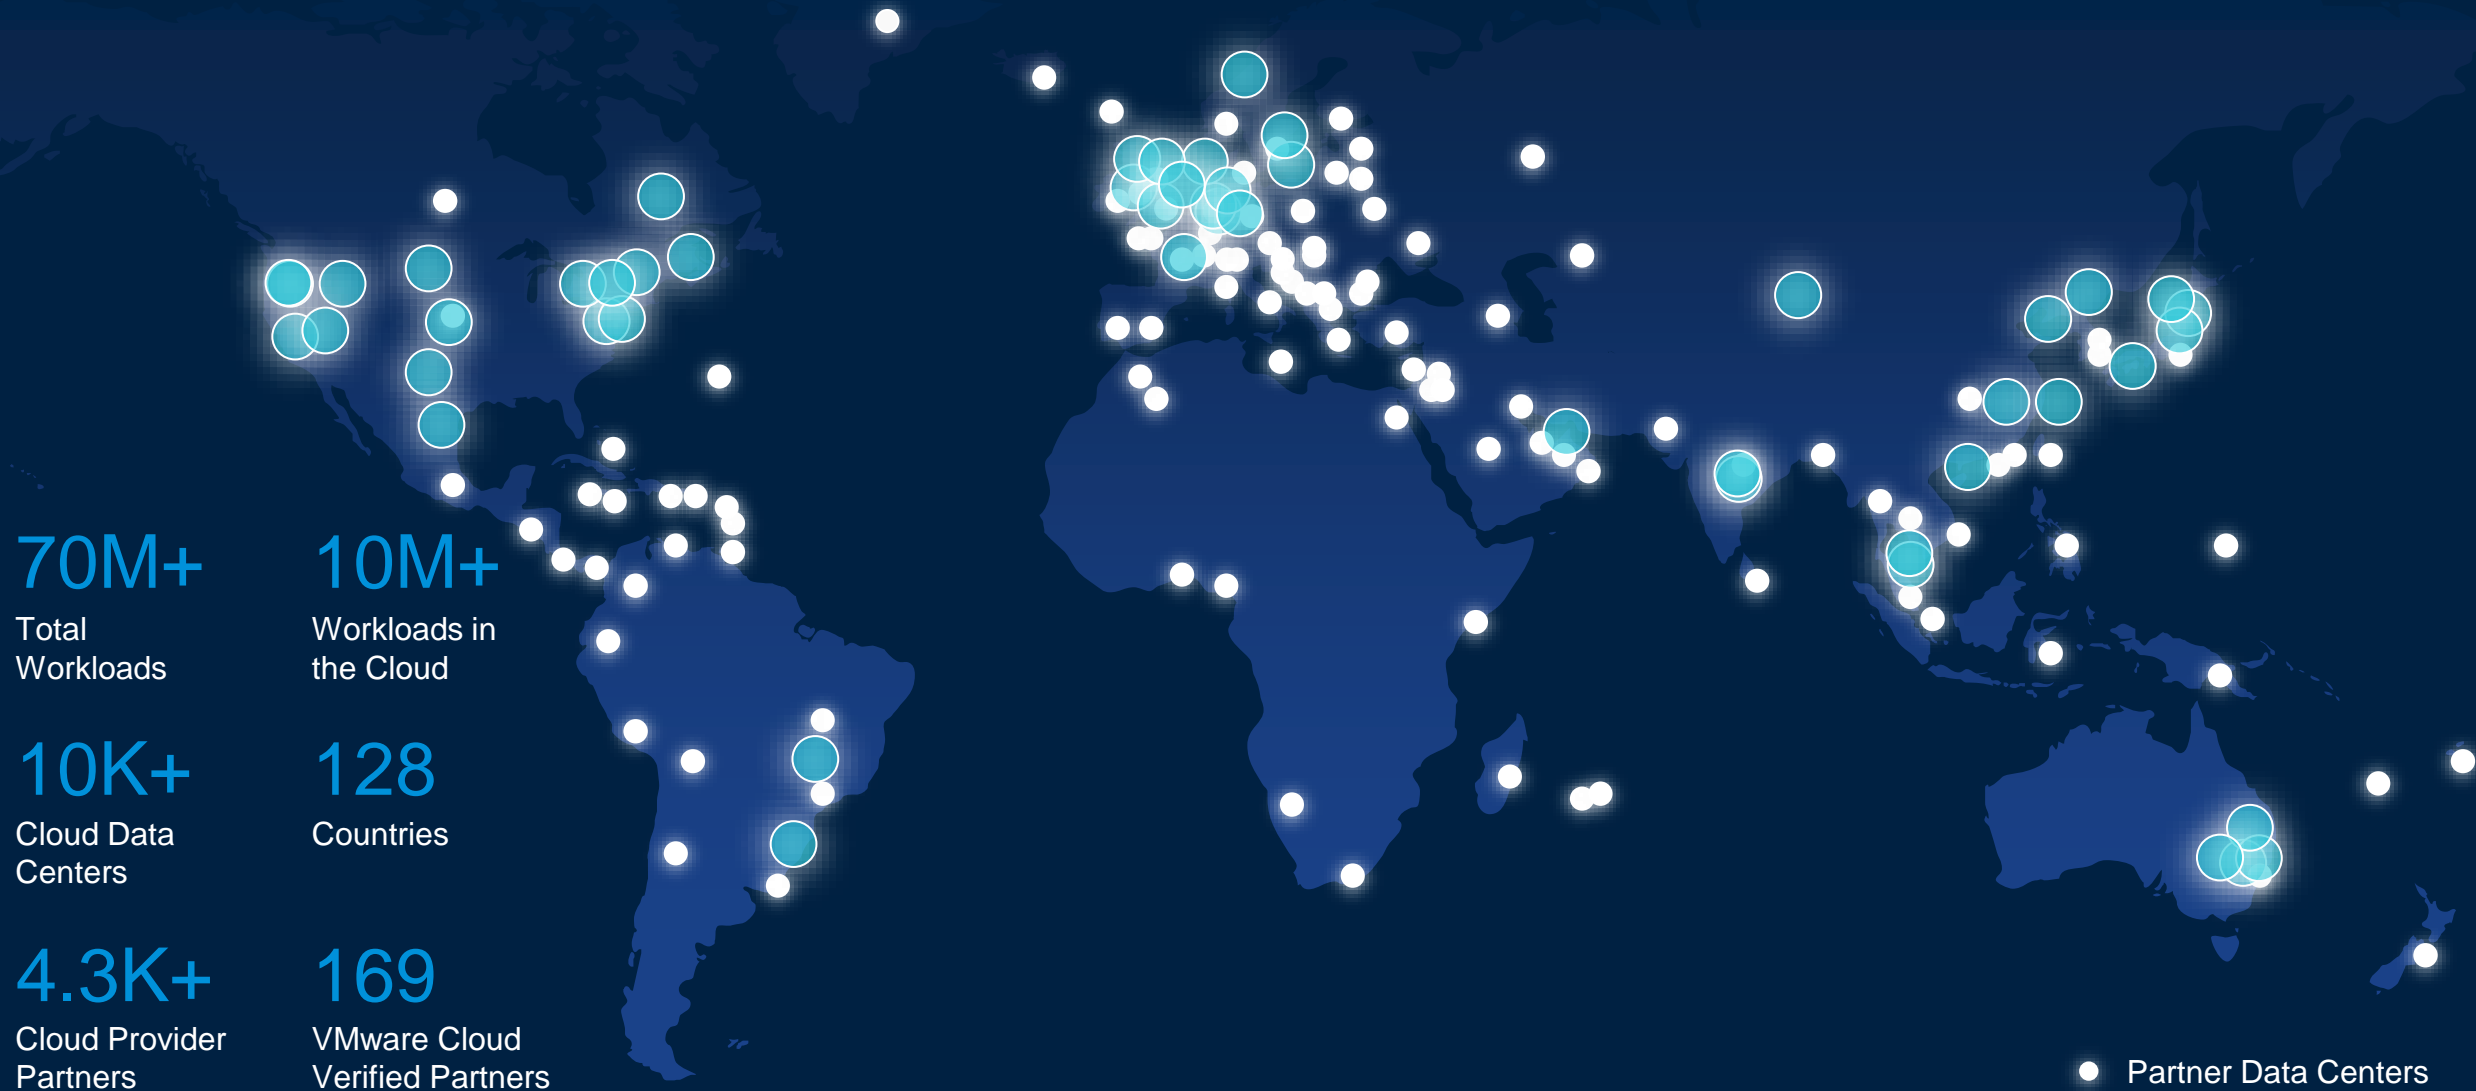 70M+
Total
Workloads
10M+
Workloads in
the Cloud
10K+
Cloud Data
Centers
128
Countries
4.3K+
Cloud Provider
Partners
169
VMware Cloud
Verified Partners
Partner Data Centers